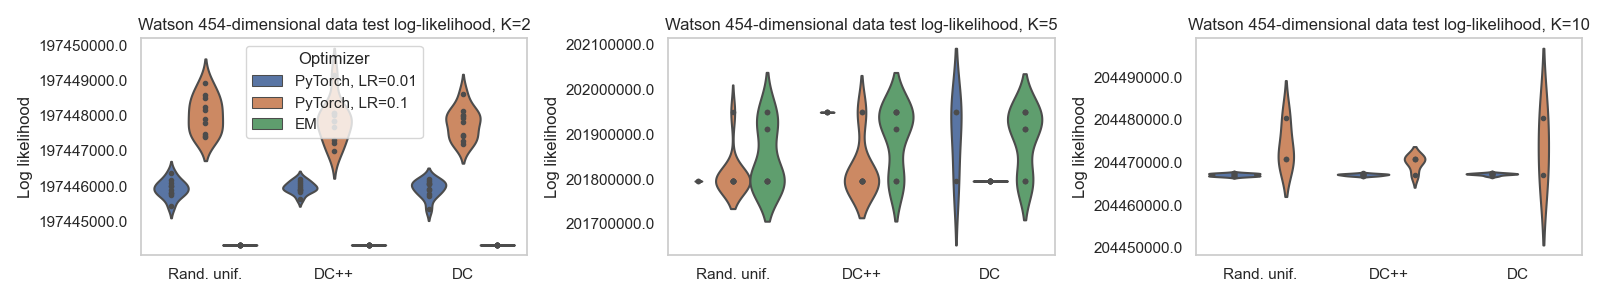 Watson 454-dimensional data test log-likelihood, K=2
Log likelihood
197450000.0
197449000.0
197448000.0
197447000.0
197446000.0
197445000.0
Optimizer
PyTorch, LR=0.01
PyTorch, LR=0.1
EM
Rand. unif.
DC++
DC
Watson 454-dimensional data test log-likelihood, K=5
Log likelihood
202100000.0
202000000.0
201900000.0
201800000.0
201700000.0
Rand. unif.
DC++
DC
Watson 454-dimensional data test log-likelihood, K=10
Log likelihood
204490000.0
204480000.0
204470000.0
204460000.0
204450000.0
Rand. unif.
DC++
DC